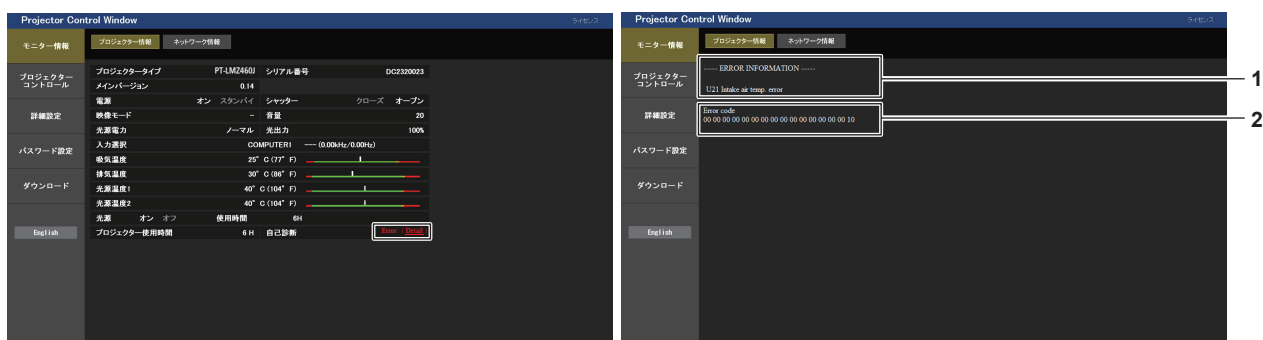 Projector Control Window
ライセンス
モニター情報
プロジェクター
コントロール
詳細設定
パスワード設定
ダウンロード
English
プロジェクター情報 ネットワーク情報
プロジェクタータイプ PT-LMZ460J シリアル番号 DC2320023
メインバージョン 0.14
電源 オン スタンバイ シャッター クローズ オープン
映像モード – 音量 20
光源電力 ノーマル 光出力 100%
入力選択 COMPUTER1 --- (0.00kHz/0.00Hz)
吸気温度 25° C (77° F)
排気温度 30° C (86° F)
光源温度1 40° C (104° F)
光源温度2 40° C (104° F)
光源 オン オフ 使用時間 6H
プロジェクター使用時間 6 H 自己診断 Error (Detail)
Projector Control Window
ライセンス
モニター情報
プロジェクター
コントロール
詳細設定
パスワード設定
ダウンロード
English
プロジェクター情報 ネットワーク情報
----- ERROR INFORMATION -----
U21 Intake air temp. error
1
Error code
00 00 00 00 00 00 00 00 00 00 00 00 00 00 00 10
2